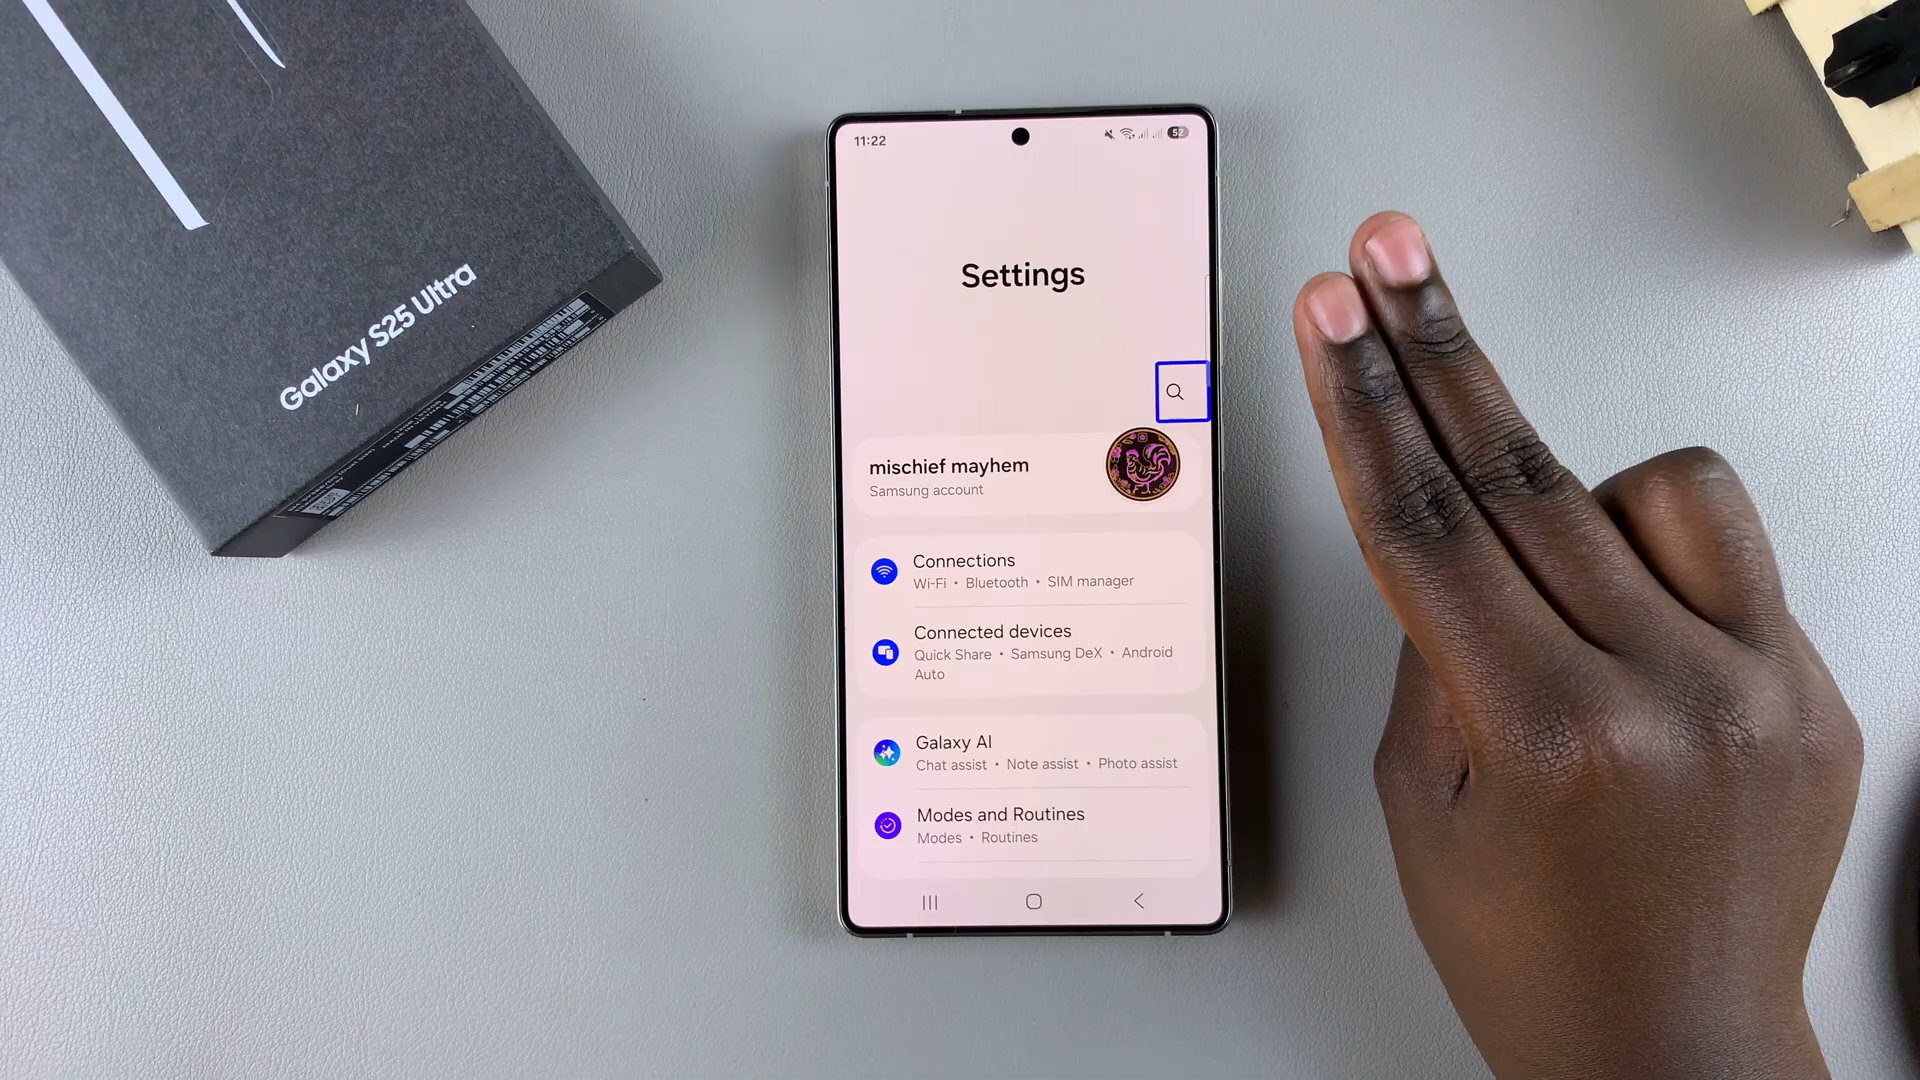 Galaxy S25 Ultra
11:22
52
Settings
mischief mayhem
Samsung account
Connections
Wi-Fi • Bluetooth • SIM manager
Connected devices
Quick Share • Samsung DeX • Android
Auto
Galaxy AI
Chat assist • Note assist • Photo assist
Modes and Routines
Modes • Routines